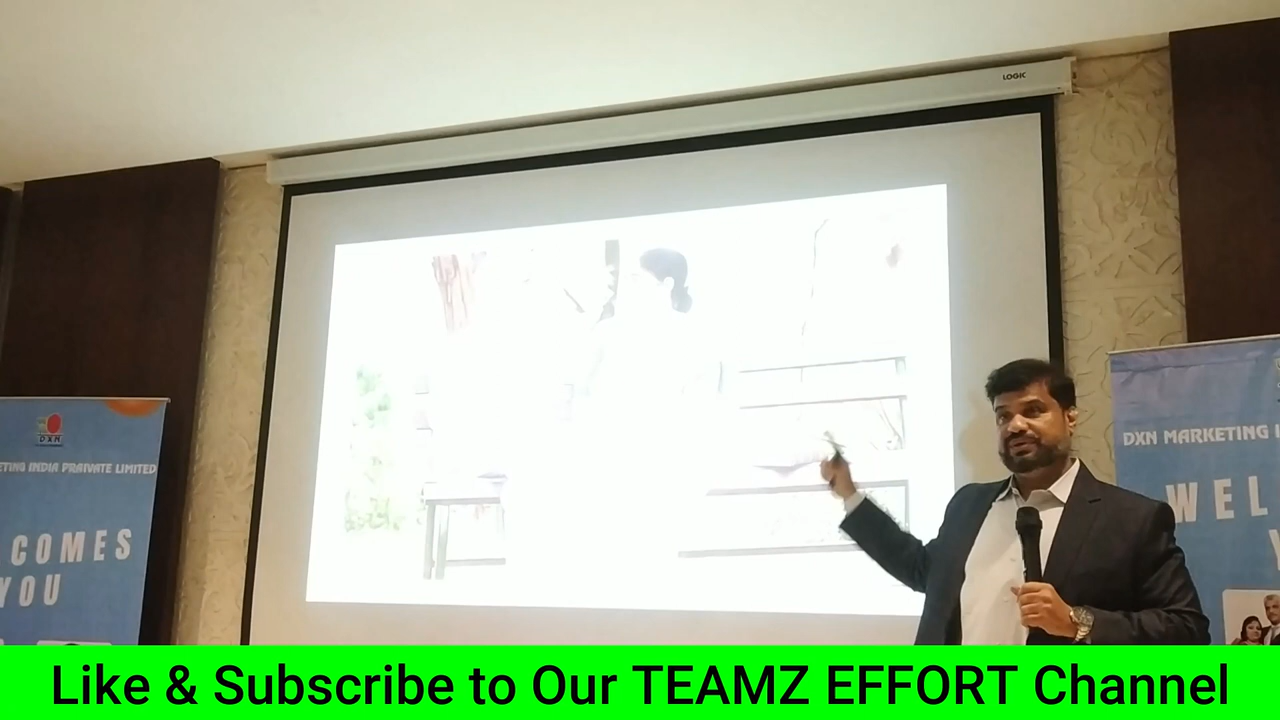 LOGIC
DXN
ETING INDIA PRAIVATE LIMITED
COMES
YOU
DXN MARKETING I
WEL
Y
Like & Subscribe to Our TEAMZ EFFORT Channel